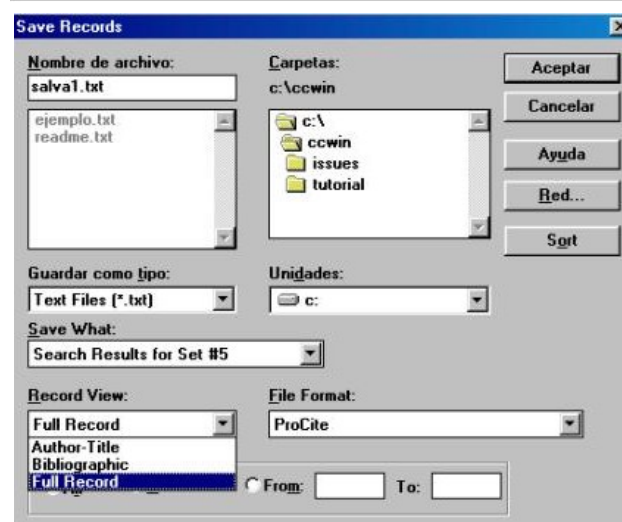 Save Records
Nombre de archivo:
salva1.txt
ejemplo.txt
readme.txt
Carpetas:
c:\ccwin
c:\
ccwin
issues
tutorial
Aceptar
Cancelar
Ayuda
Red...
Sort
Guardar como tipo:
Text Files (*.txt)
Unidades:
c:
Save What:
Search Results for Set #5
Record View:
Full Record
Author-Title
Bibliographic
Full Record
File Format:
ProCite
From:
To: